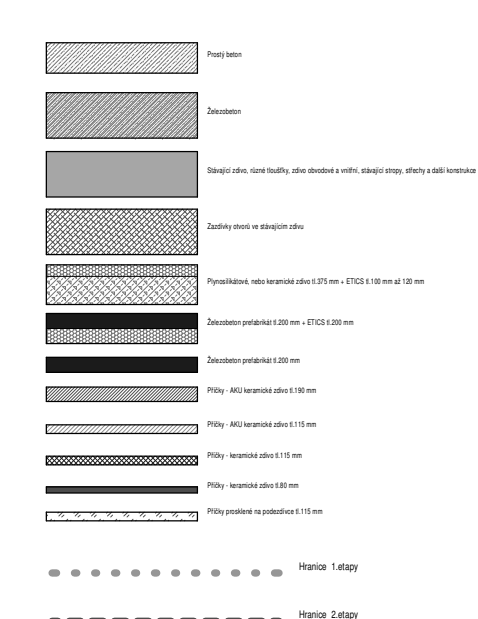 Prostý beton
Železobeton
Stávající zdivo, různé tloušťky, zdivo obvodové a vnitřní, stávající stropy, střechy a další konstrukce
Zazdívky otvorů ve stávajícím zdivu
Plynosilikátové, nebo keramické zdivo tl.375 mm + ETICS tl.100 mm až 120 mm
Železobeton prefabrikát tl.200 mm + ETICS tl.200 mm
Železobeton prefabrikát tl.200 mm
Příčky - AKU keramické zdivo tl.190 mm
Příčky - AKU keramické zdivo tl.115 mm
Příčky - keramické zdivo tl.115 mm
Příčky - keramické zdivo tl.80 mm
Příčky prosklené na podezdívce tl.115 mm
Hranice 1.etapy
Hranice 2.etapy